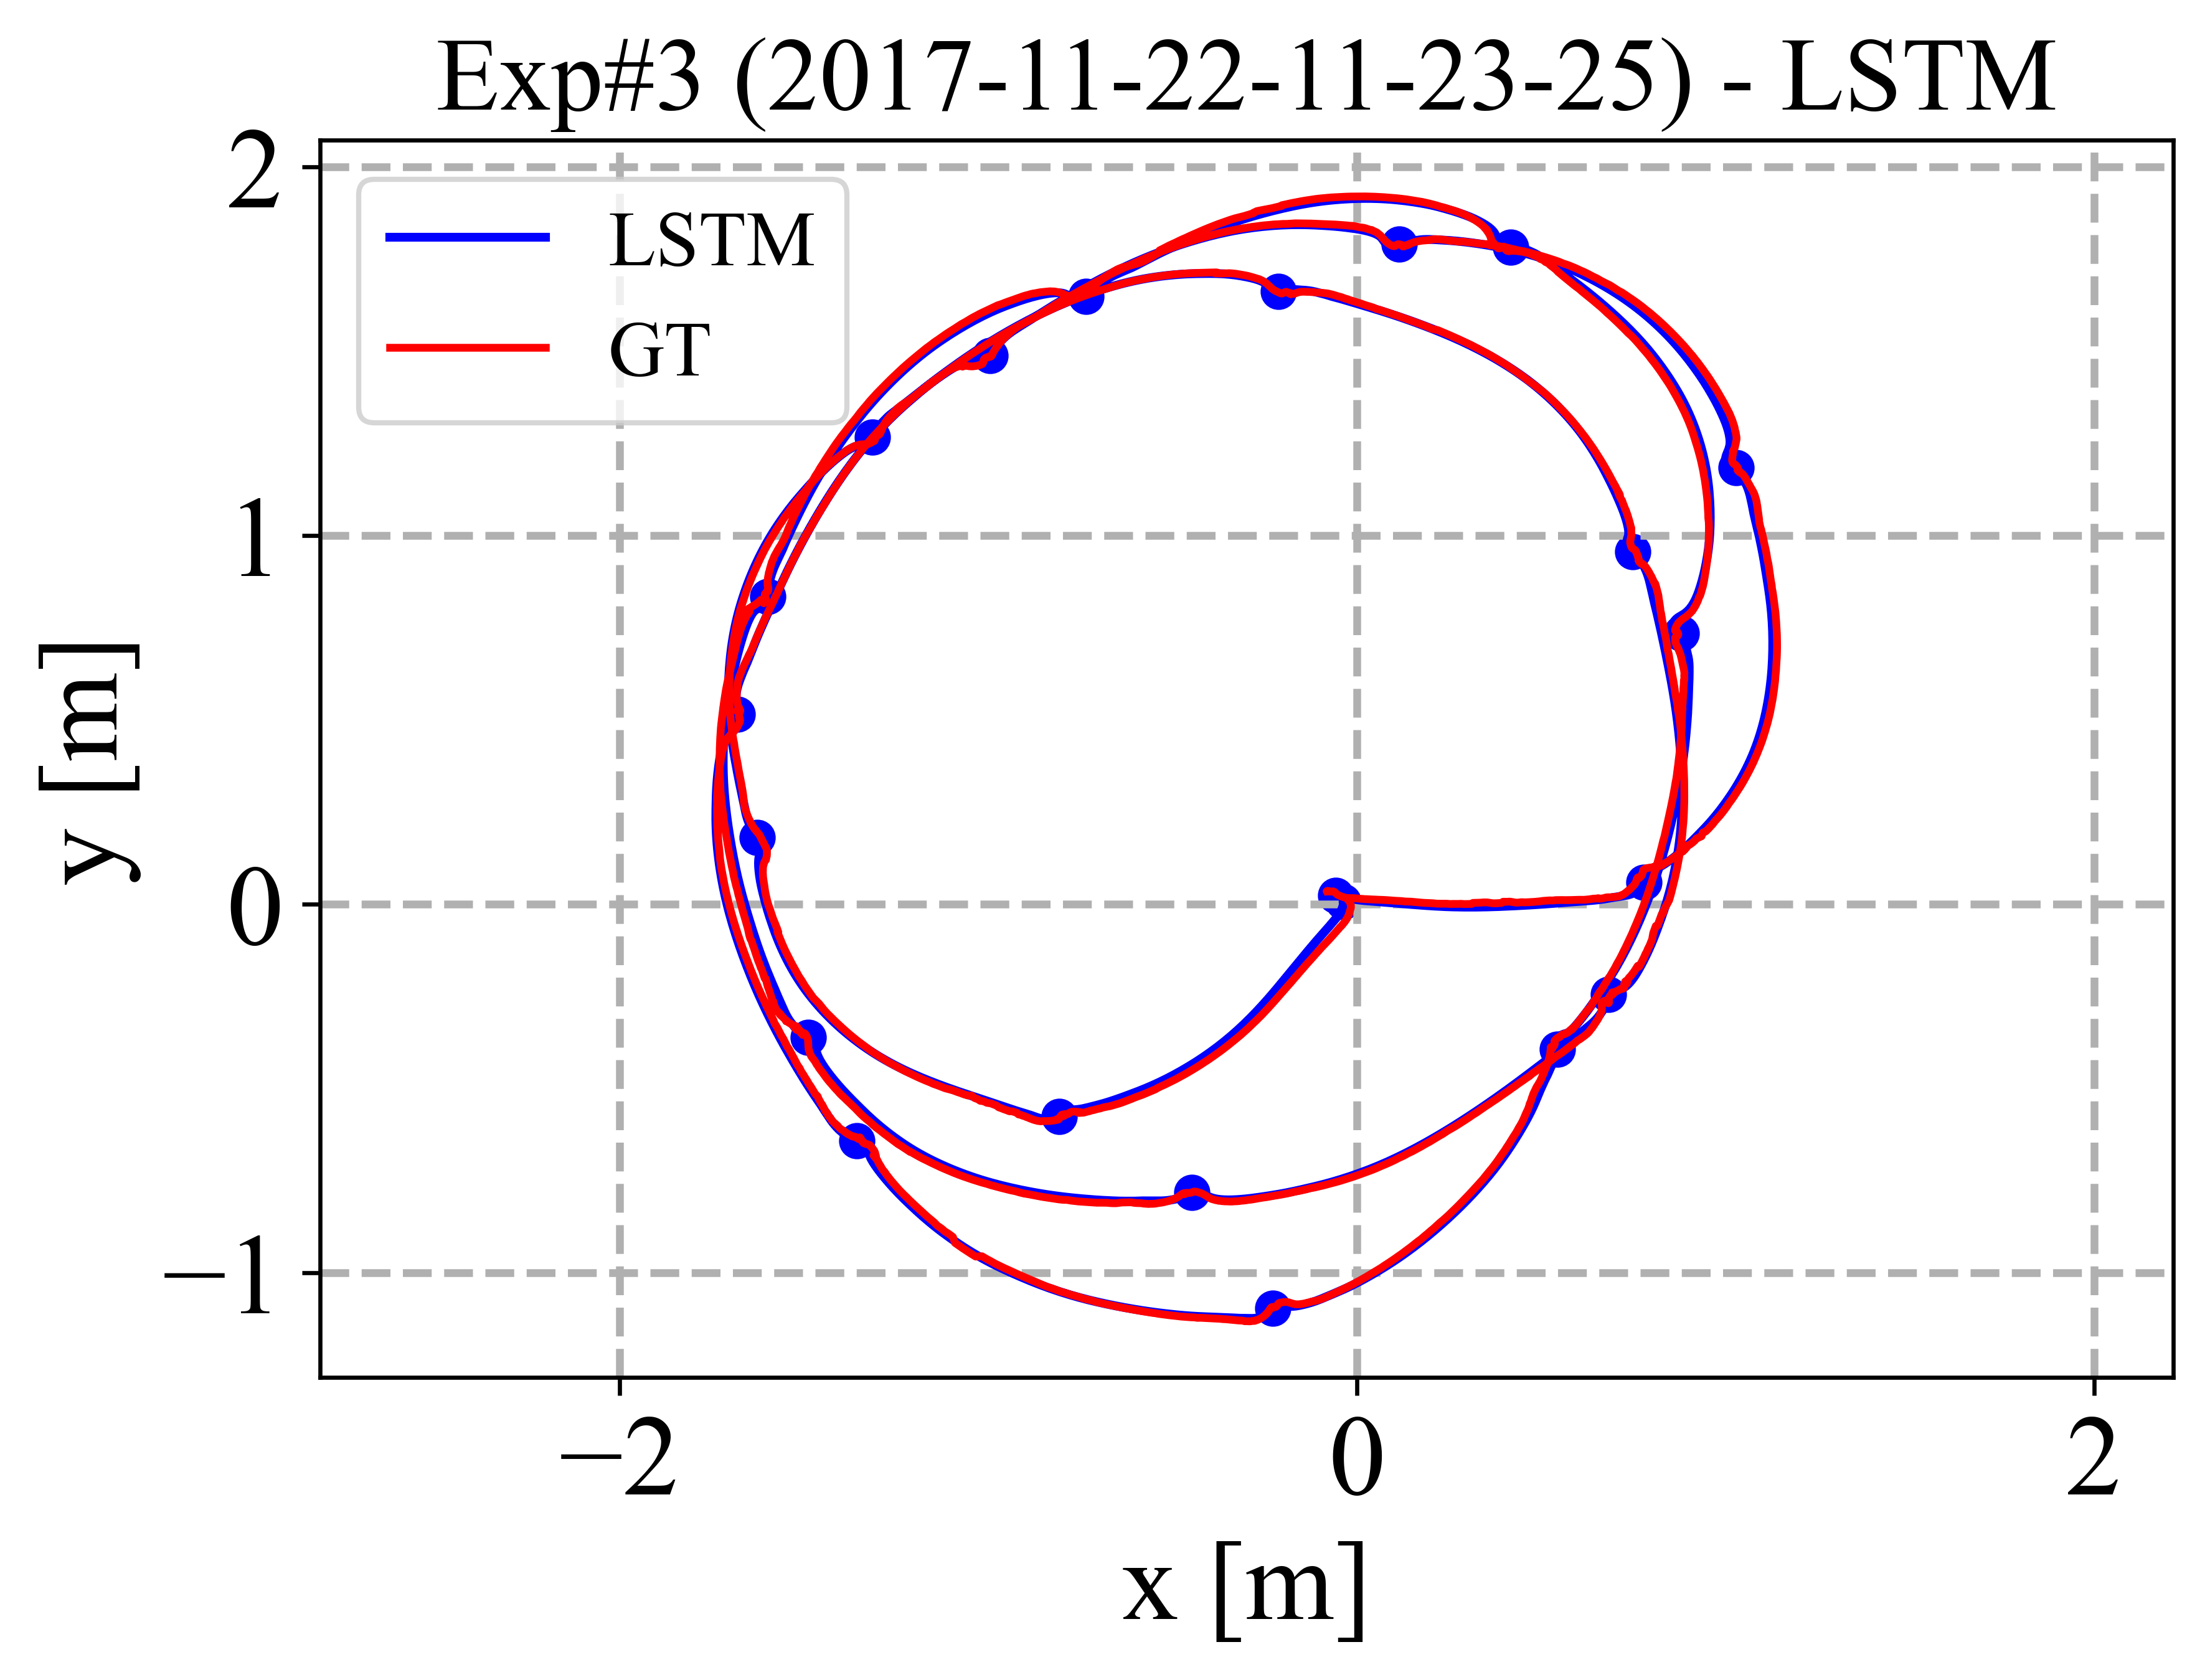 Exp#3 (2017-11-22-11-23-25) - LSTM
2
1
0
−1
y [m]
LSTM
GT
−2
0
2
x [m]